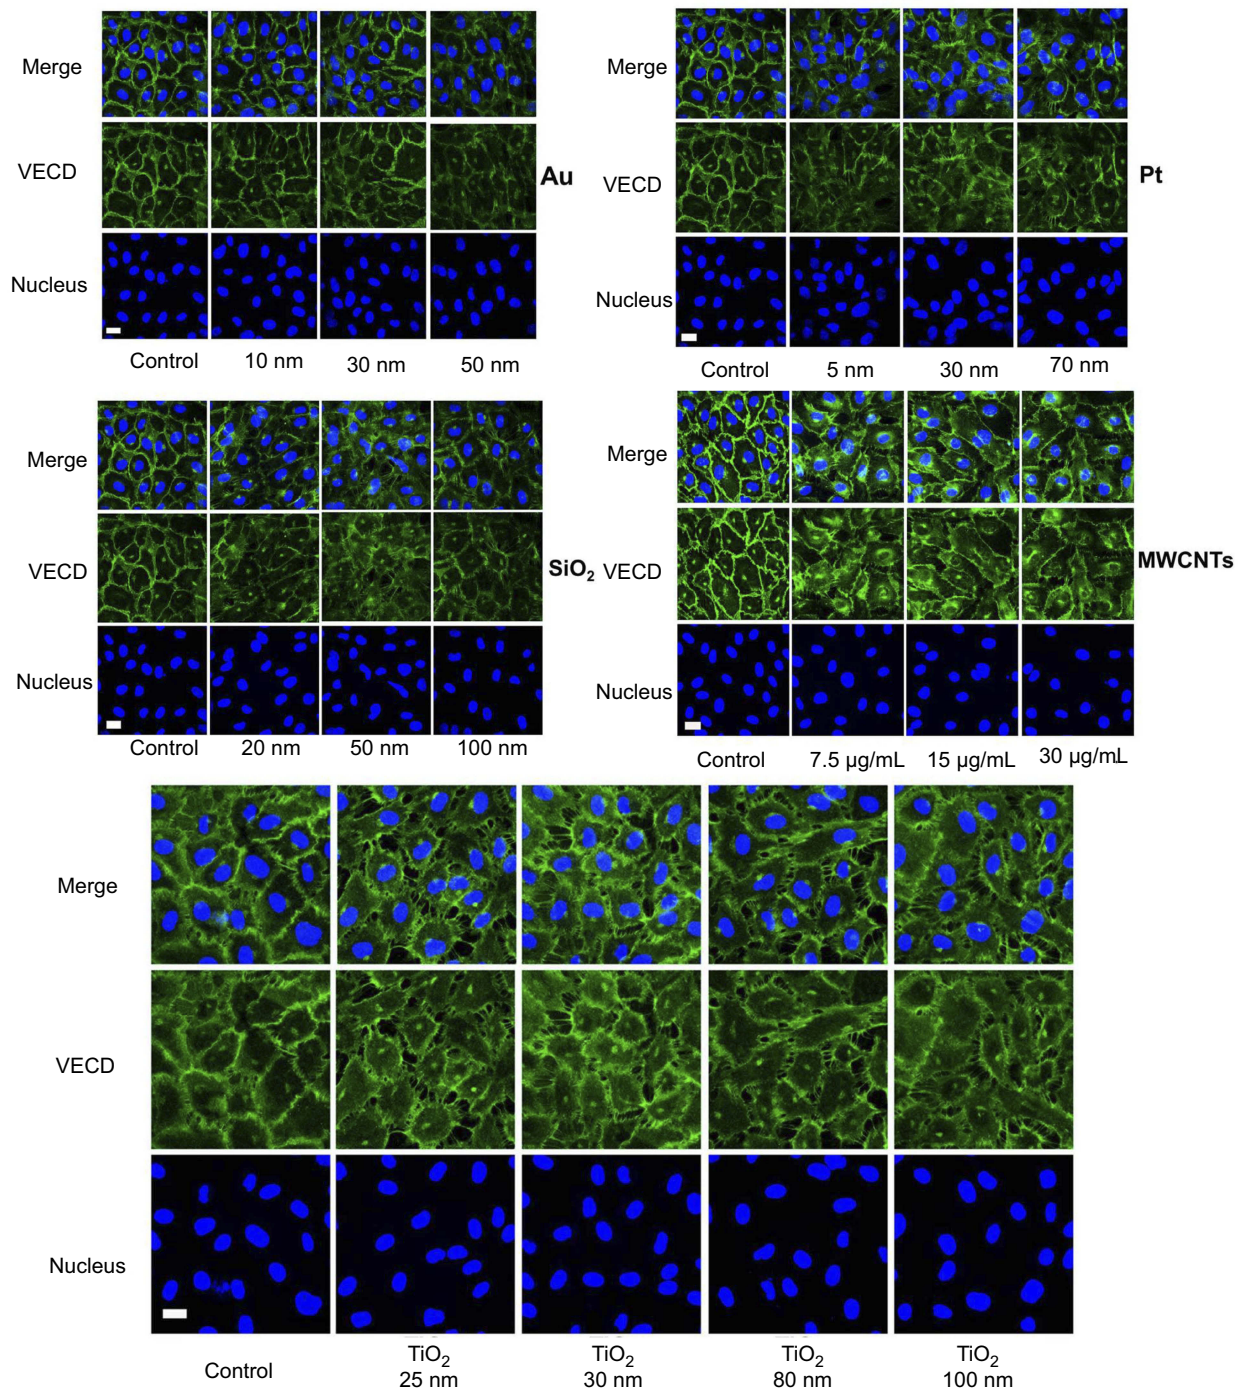 Merge
VECD
Au
Nucleus
Control 10 nm 30 nm 50 nm
Merge
VECD
Pt
Nucleus
Control 5 nm 30 nm 70 nm
Merge
VECD
SiO₂
Nucleus
Control 20 nm 50 nm 100 nm
Merge
VECD
MWCNTs
Nucleus
Control 7.5 µg/mL 15 µg/mL 30 µg/mL
Merge
VECD
Nucleus
Control TiO₂ TiO₂ TiO₂ TiO₂
25 nm 30 nm 80 nm 100 nm